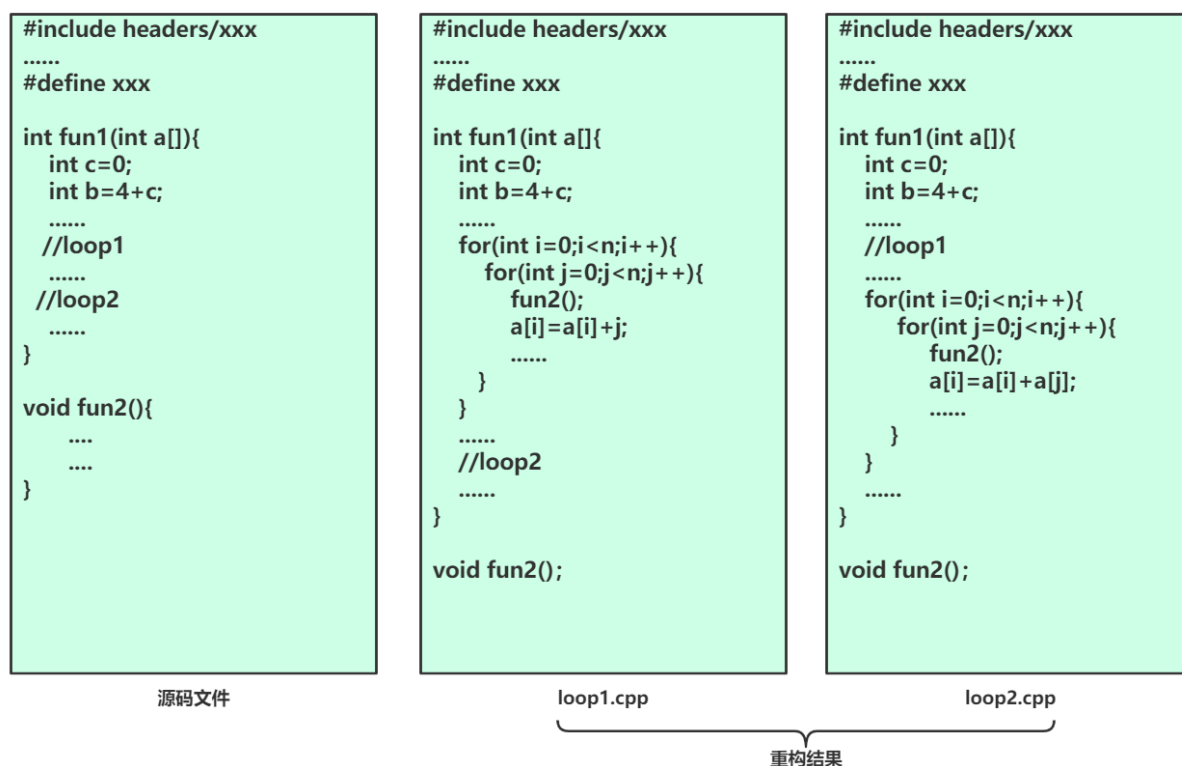 #include headers/xxx
......
#define xxx
int fun1(int a[]){
int c=0;
int b=4+c;
......
//loop1
......
//loop2
......
}
void fun2(){
....
....
}
源码文件
#include headers/xxx
......
#define xxx
int fun1(int a[]{
int c=0;
int b=4+c;
......
for(int i=0;i<n;i++){
for(int j=0;j<n;j++){
fun2();
a[i]=a[i]+j;
......
}
}
......
//loop2
......
}
void fun2();
loop1.cpp
#include headers/xxx
......
#define xxx
int fun1(int a[]){
int c=0;
int b=4+c;
......
//loop1
......
for(int i=0;i<n;i++){
for(int j=0;j<n;j++){
fun2();
a[i]=a[i]+a[j];
......
}
}
......
}
void fun2();
loop2.cpp
重构结果